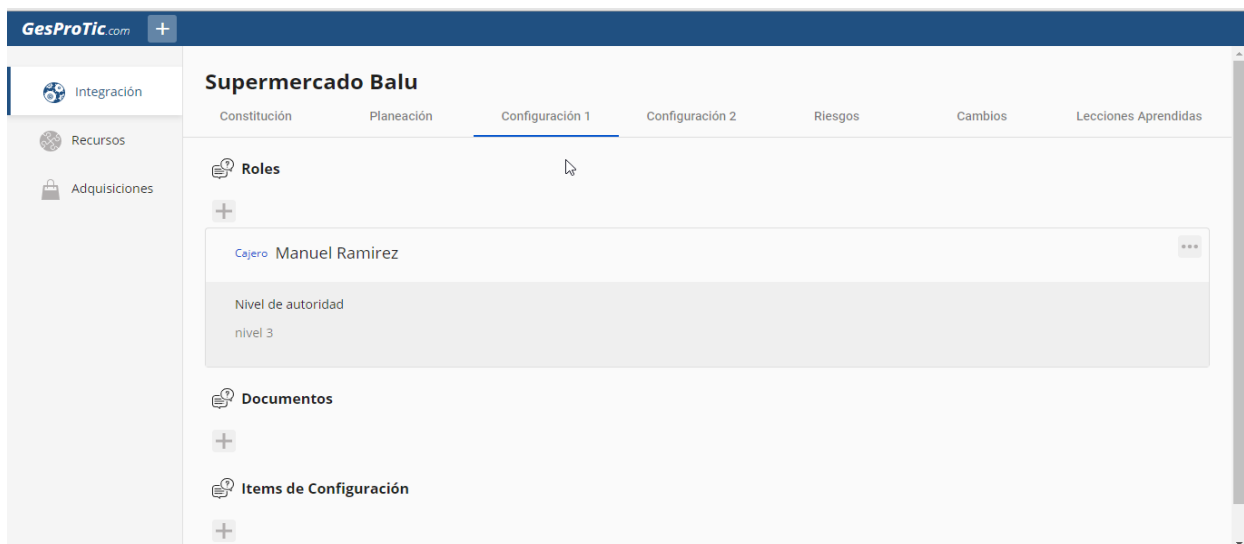 GesProTic.com
Integración
Recursos
Adquisiciones
Supermercado Balu
Constitución Planeación Configuración 1 Configuración 2 Riesgos Cambios Lecciones Aprendidas
Roles
Cajero Manuel Ramirez
Nivel de autoridad
nivel 3
Documentos
Items de Configuración